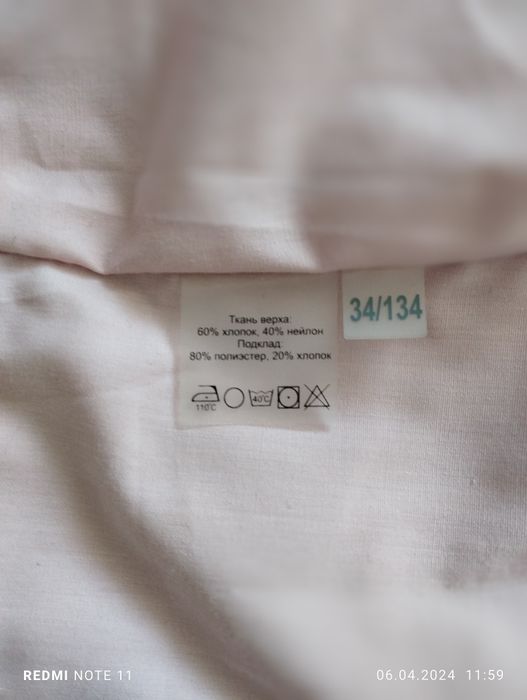 Ткань верха:
60% хлопок, 40% нейлон
Подклад:
80% полиэстер, 20% хлопок
110°C
40°C
34/134
REDMI NOTE 11
06.04.2024 11:59